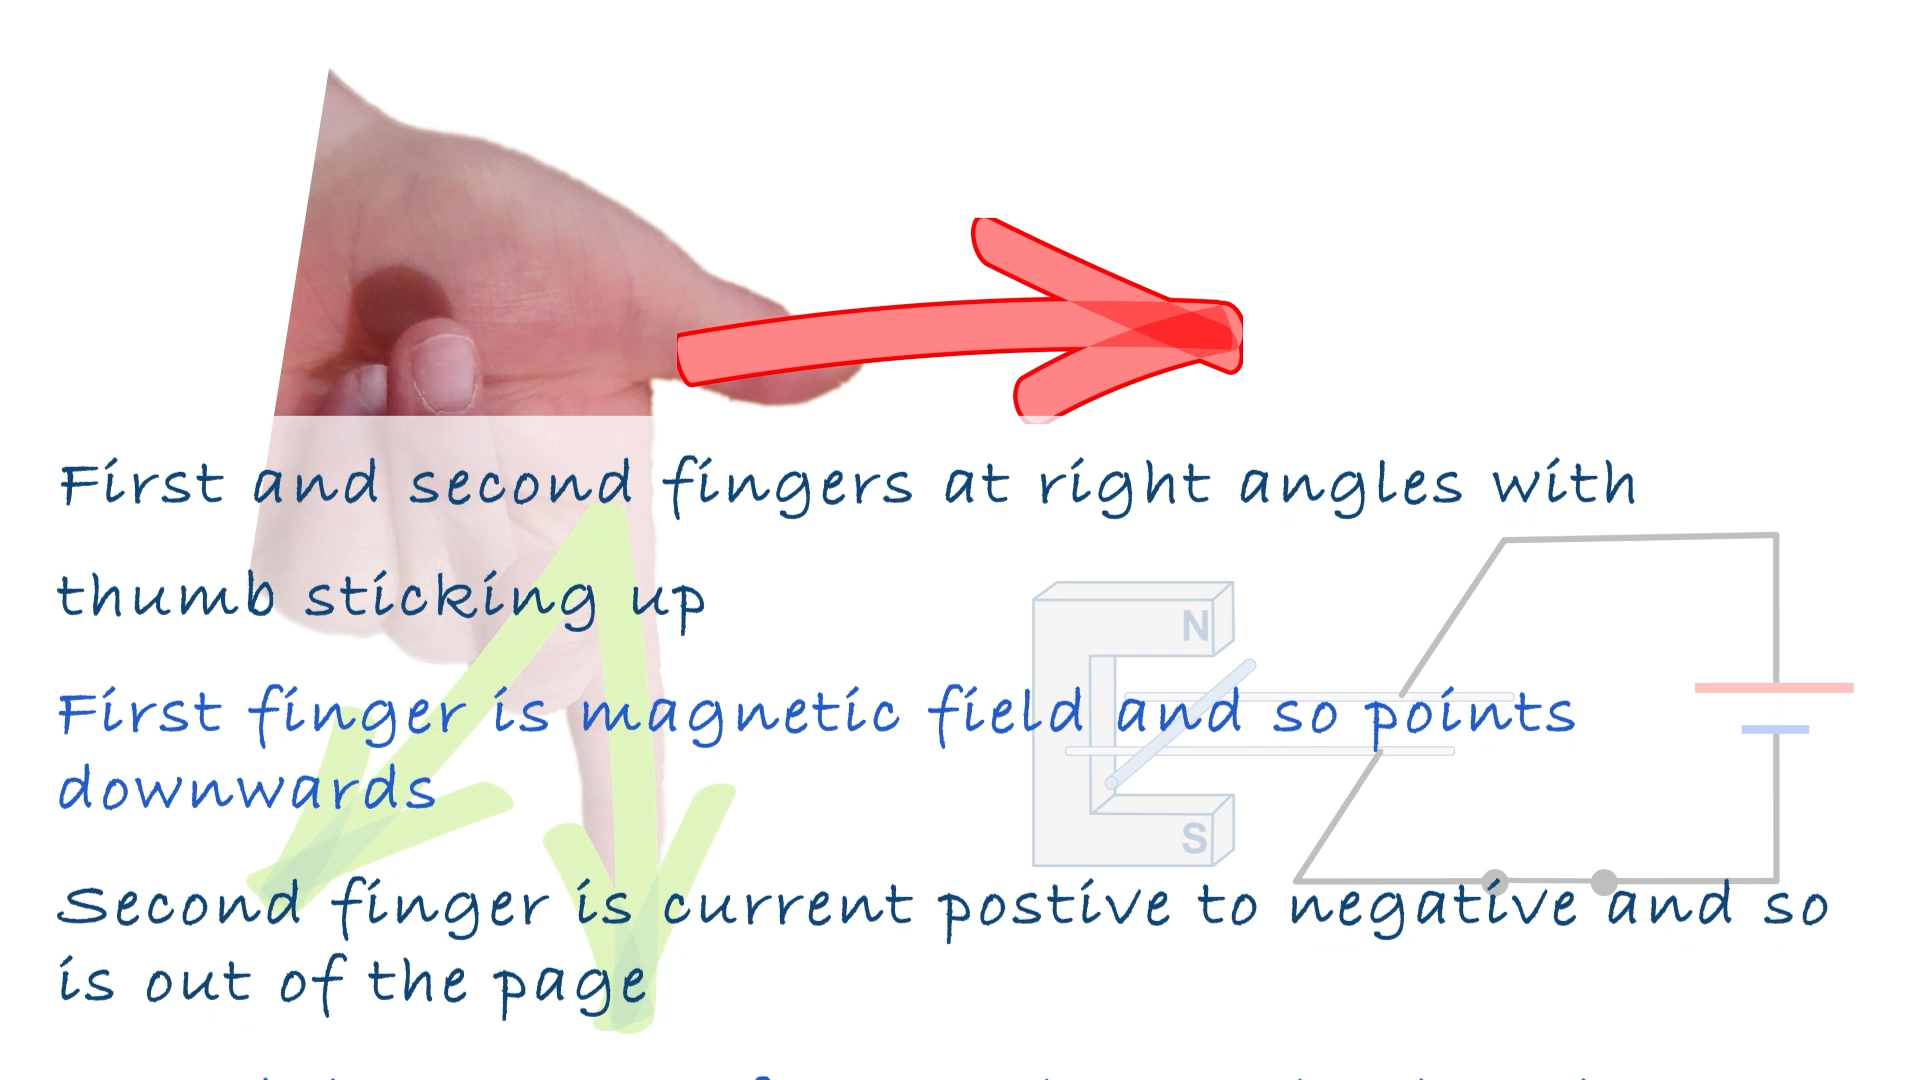 First and second fingers at right angles with
thumb sticking up
N
First finger is magnetic field and so points
downwards
S
Second finger is current postive to negative and so
is out of the page